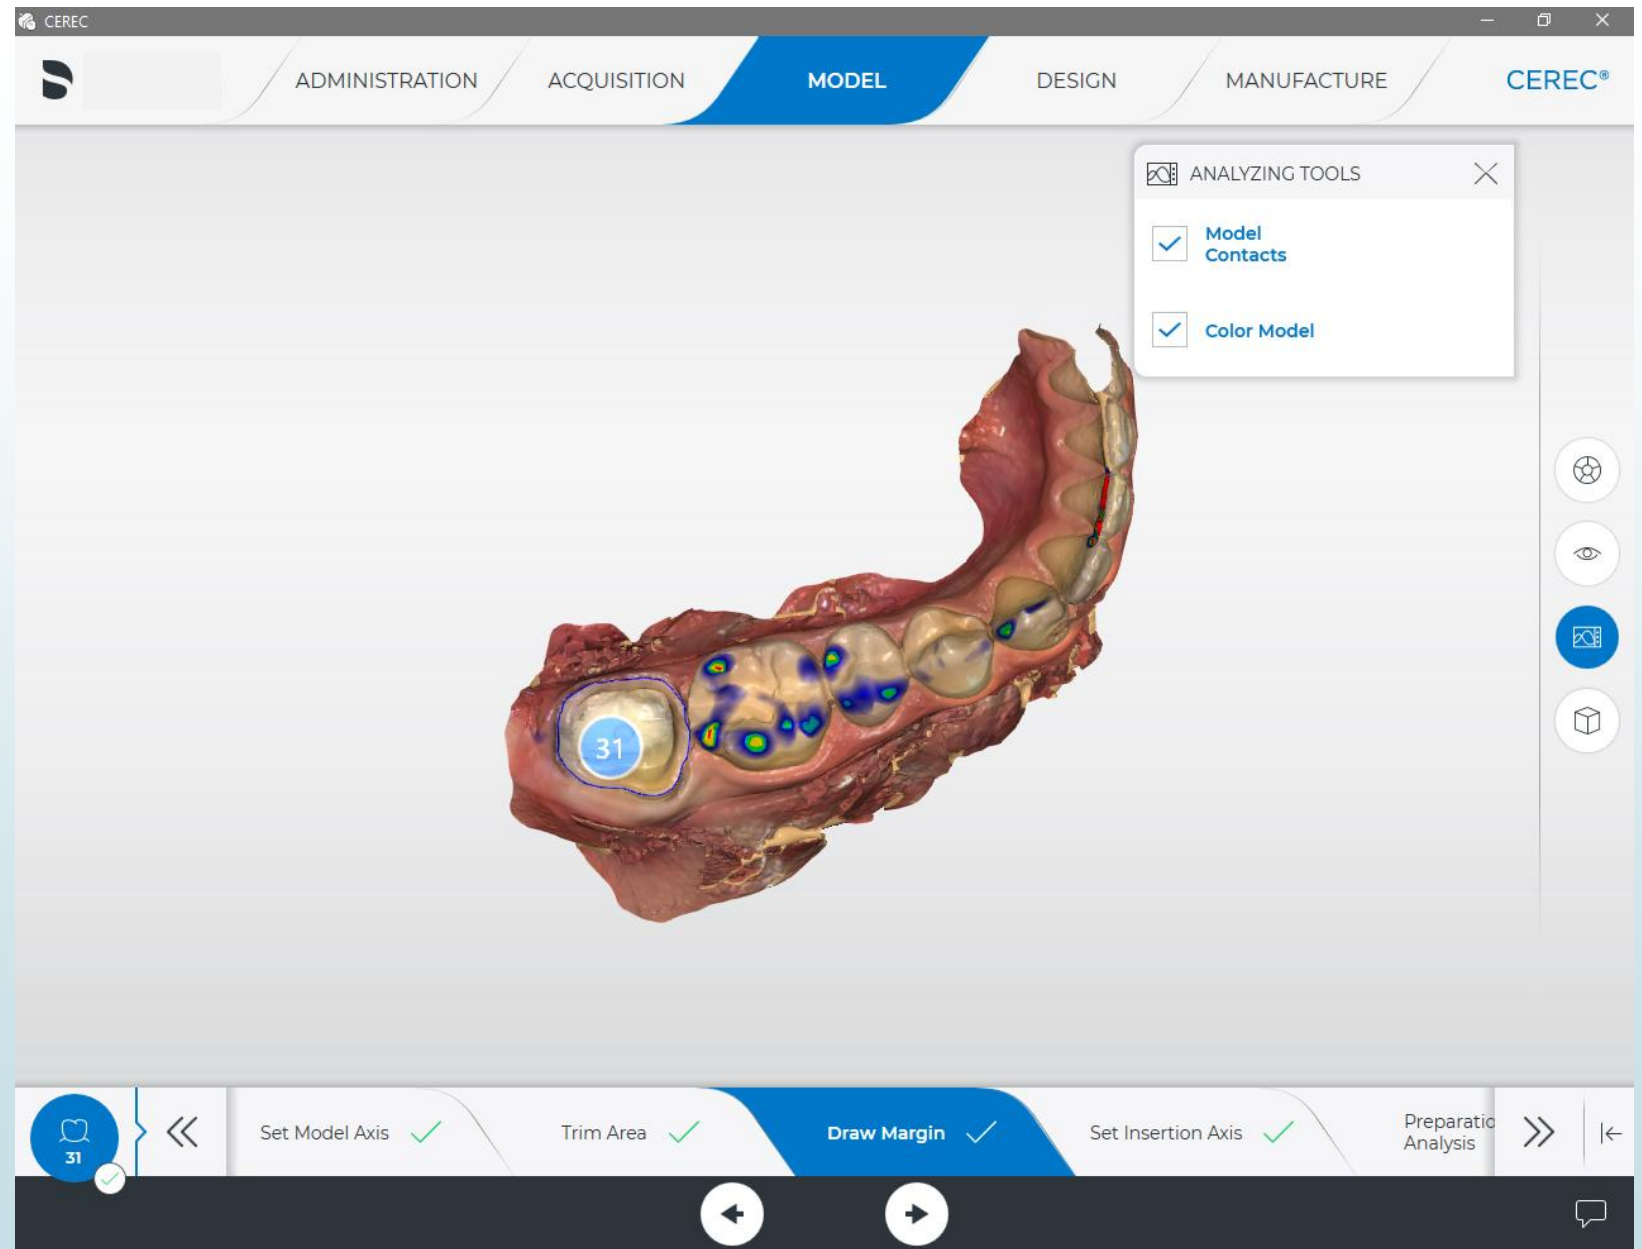 CEREC
ADMINISTRATION
ACQUISITION
MODEL
DESIGN
MANUFACTURE
CEREC®
ANALYZING TOOLS
Model
Contacts
Color Model
31
31
Set Model Axis
Trim Area
Draw Margin
Set Insertion Axis
Preparatio
Analysis